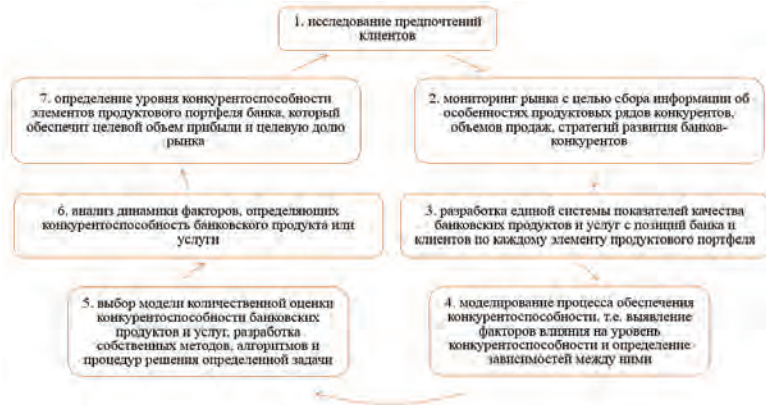 1. исследование предпочтений
клиентов
2. мониторинг рынка с целью сбора информации об
особенностях продуктовых рядов конкурентов,
объемов продаж, стратегий развития банков-
конкурентов
3. разработка единой системы показателей качества
банковских продуктов и услуг с позиций банка и
клиентов по каждому элементу продуктового портфеля
4. моделирование процесса обеспечения
конкурентоспособности, т.е. выявление
факторов влияния на уровень
конкурентоспособности и определение
зависимостей между ними
5. выбор модели количественной оценки
конкурентоспособности банковских
продуктов и услуг, разработка
собственных методов, алгоритмов и
процедур решения определенной задачи
6. анализ динамики факторов, определяющих
конкурентоспособность банковского продукта или
услуги
7. определение уровня конкурентоспособности
элементов продуктового портфеля банка, который
обеспечит целевой объем прибыли и целевую долю
рынка